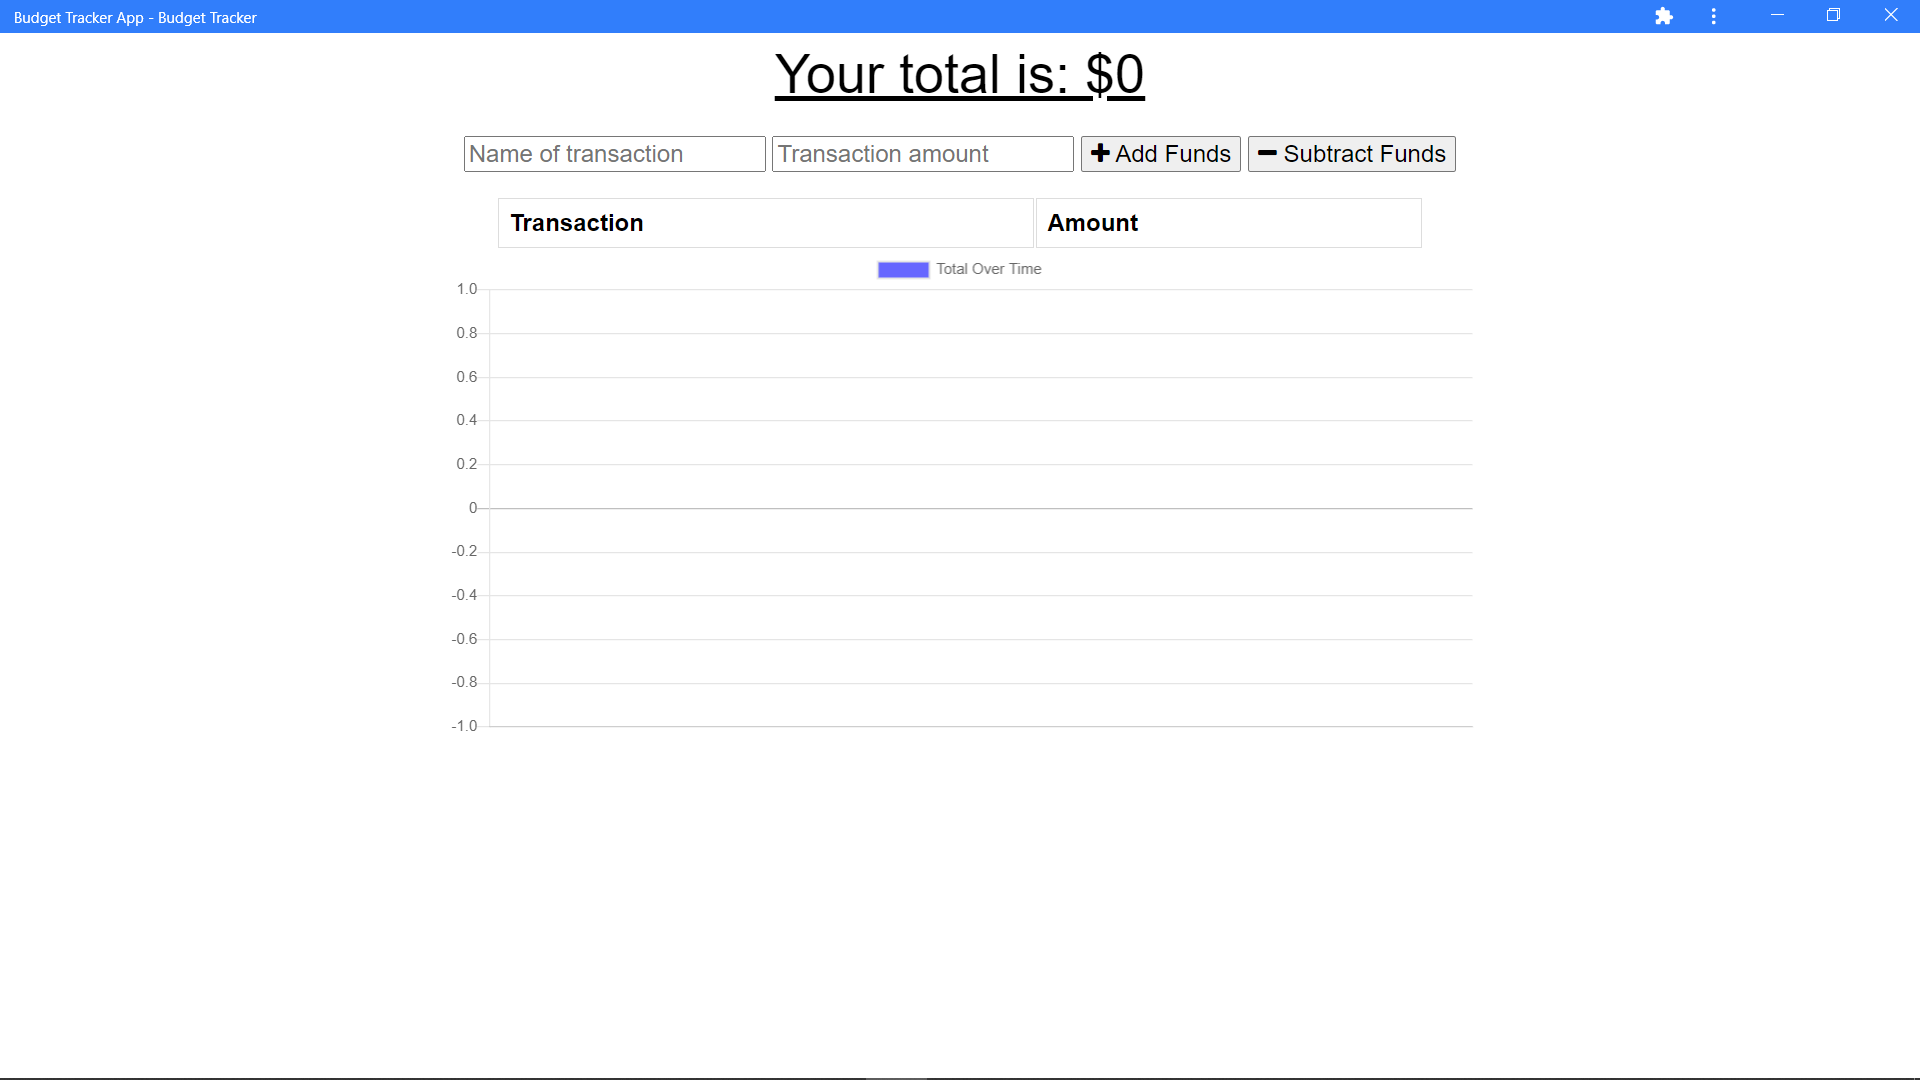 Budget Tracker App - Budget Tracker
Your total is: $0
Name of transaction Transaction amount Add Funds Subtract Funds
Transaction Amount
Total Over Time
1.0
0.8
0.6
0.4
0.2
0
-0.2
-0.4
-0.6
-0.8
-1.0